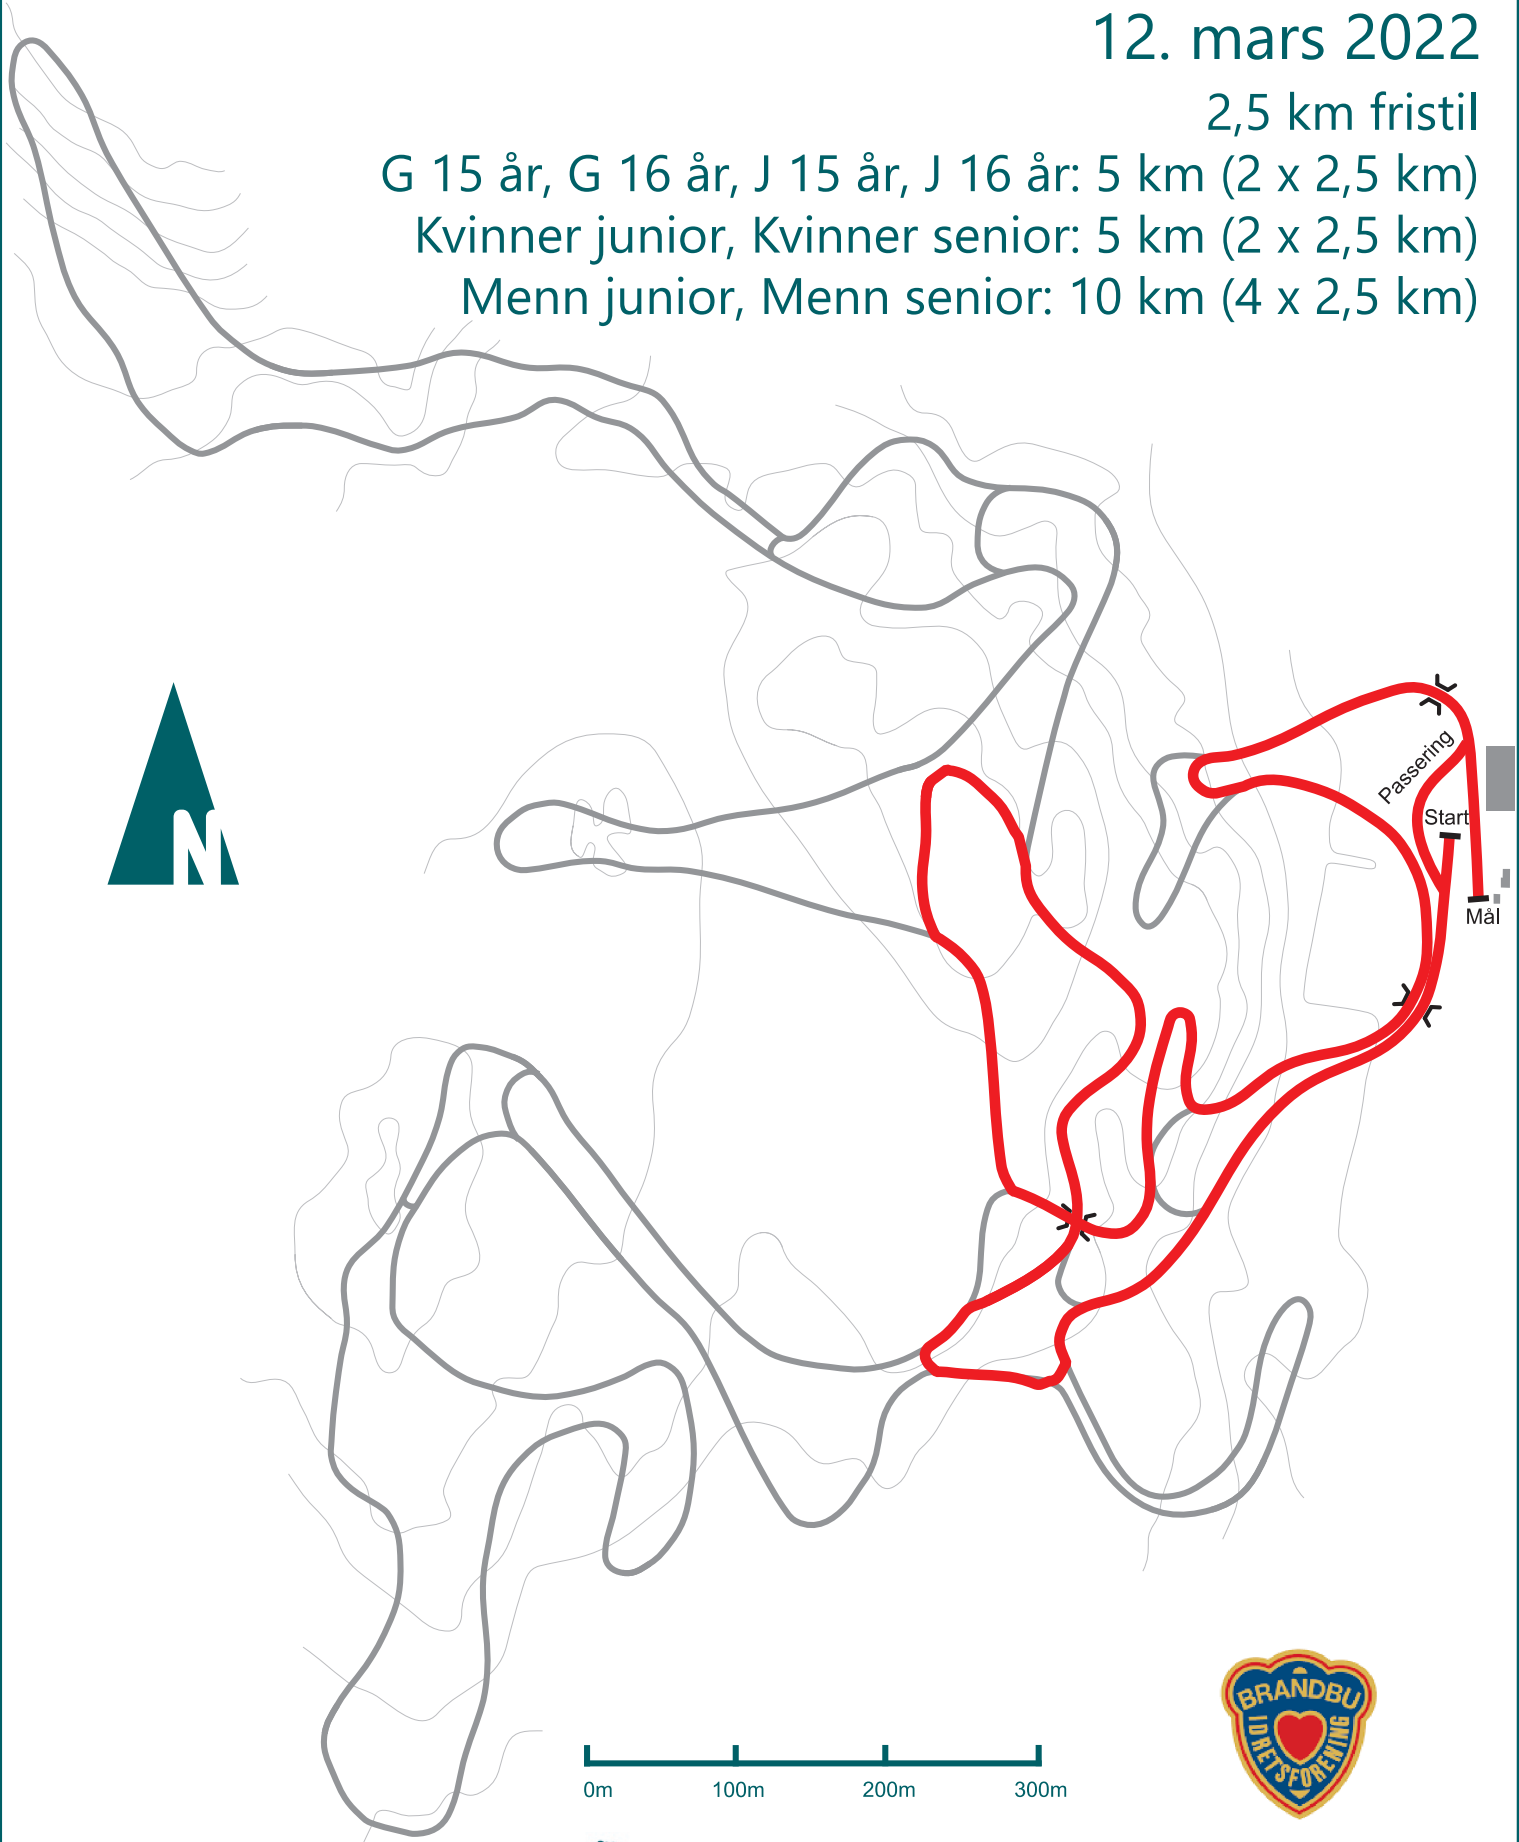 12. mars 2022
2,5 km fristil
G 15 år, G 16 år, J 15 år, J 16 år: 5 km (2 x 2,5 km)
Kvinner junior, Kvinner senior: 5 km (2 x 2,5 km)
Menn junior, Menn senior: 10 km (4 x 2,5 km)
Passering
Start
Mål
N
BRANDBU
IDRETSFORENING
0m 100m 200m 300m